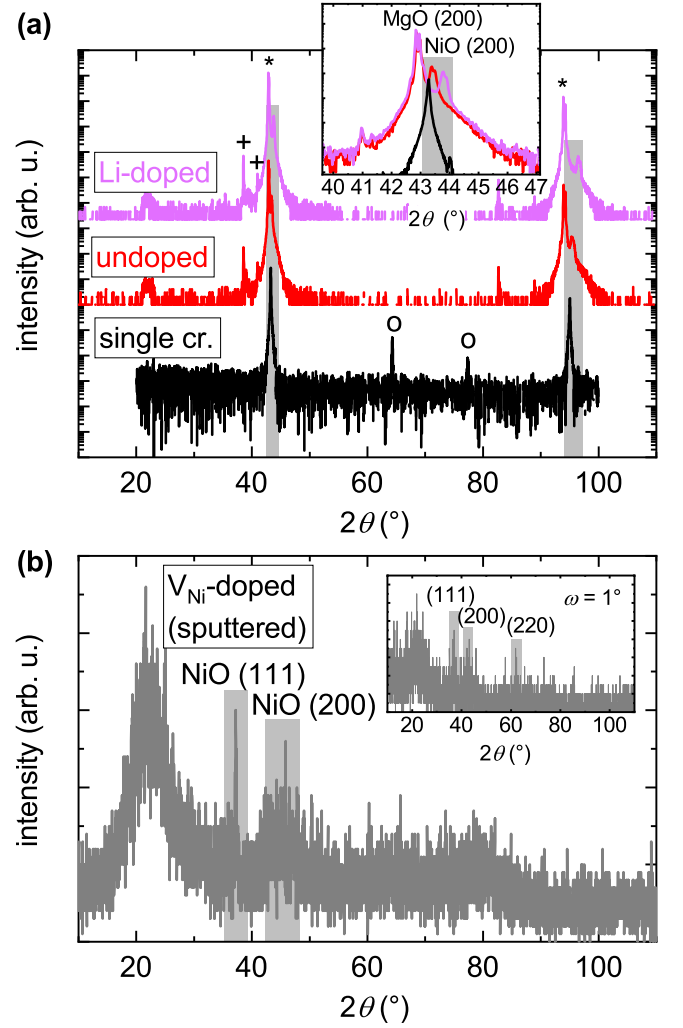 (a)
MgO (200)
NiO (200)
40 41 42 43 44 45 46 47
2θ (°)
* *
+ +
Li-doped
undoped
single cr.
o o
intensity (arb. u.)
20 40 60 80 100
2θ (°)
(b)
V_Ni-doped
(sputtered)
NiO (111)
NiO (200)
(111)
(200)
(220)
ω = 1°
20 40 60 80 100
2θ (°)
intensity (arb. u.)
20 40 60 80 100
2θ (°)